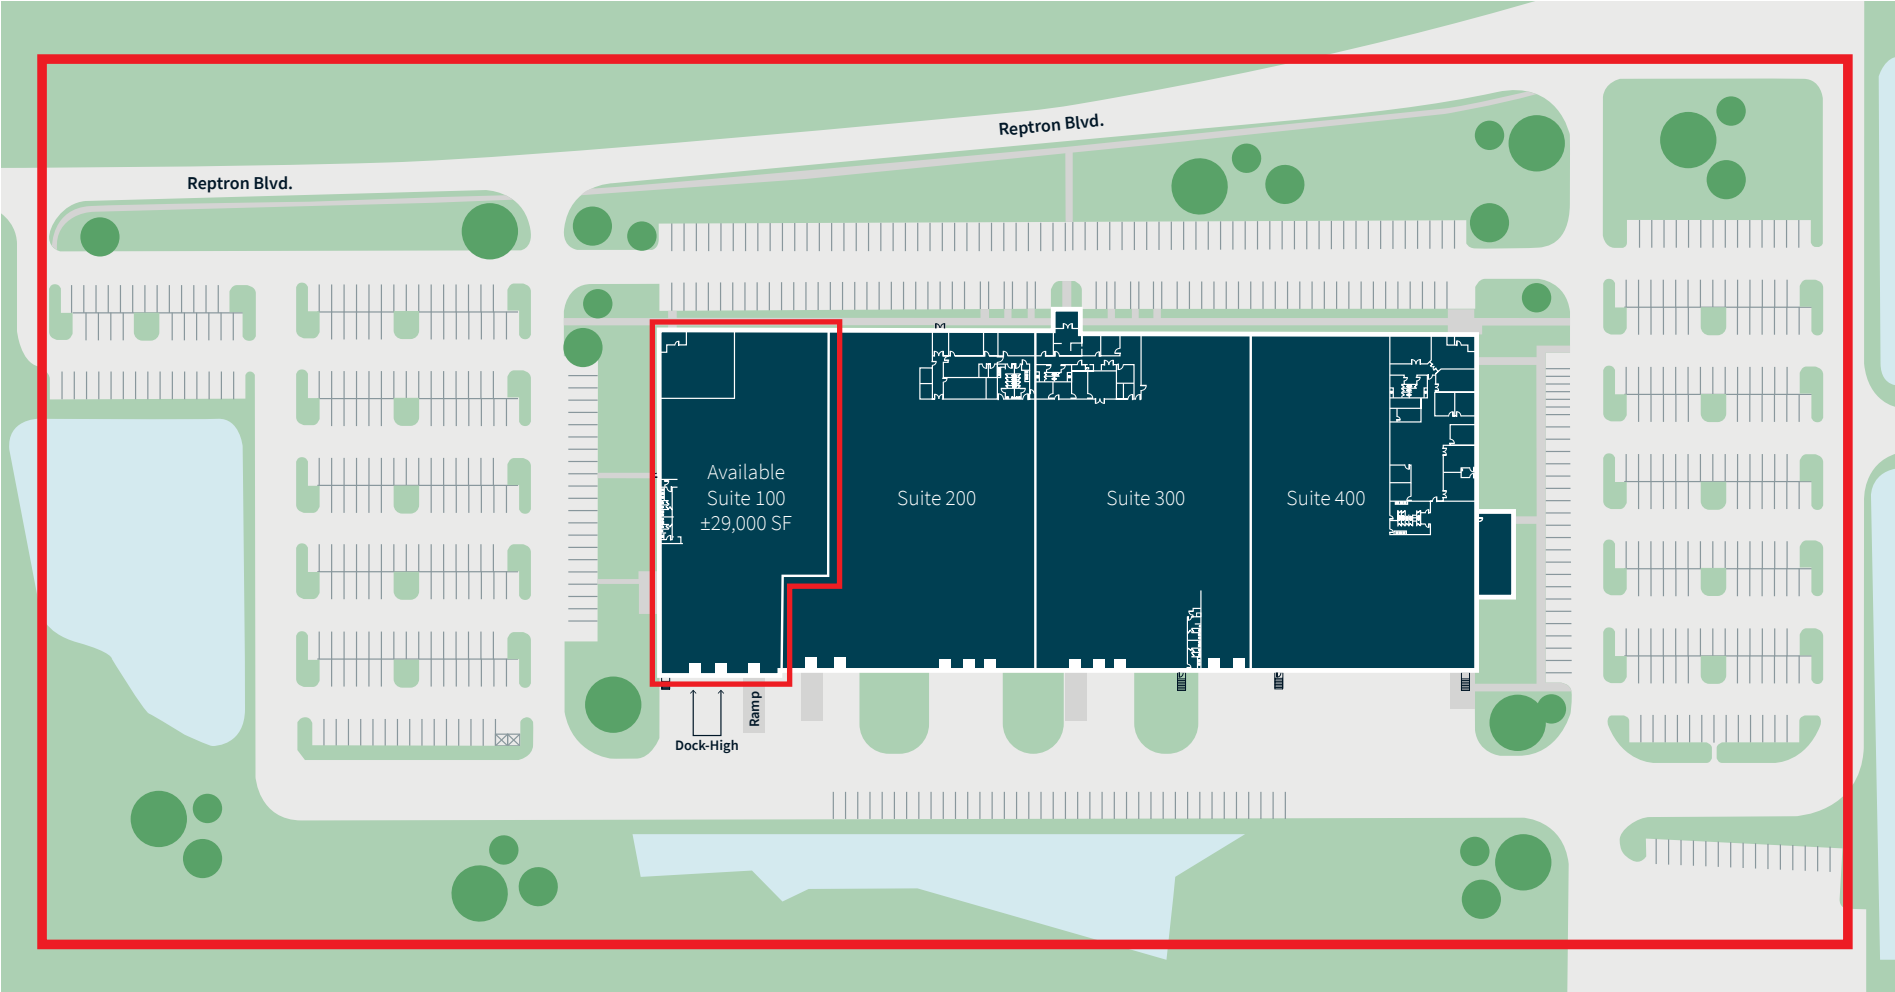 Reptron Blvd.
Reptron Blvd.
Available
Suite 100
±29,000 SF
Suite 200
Suite 300
Suite 400
Ramp
Dock-High